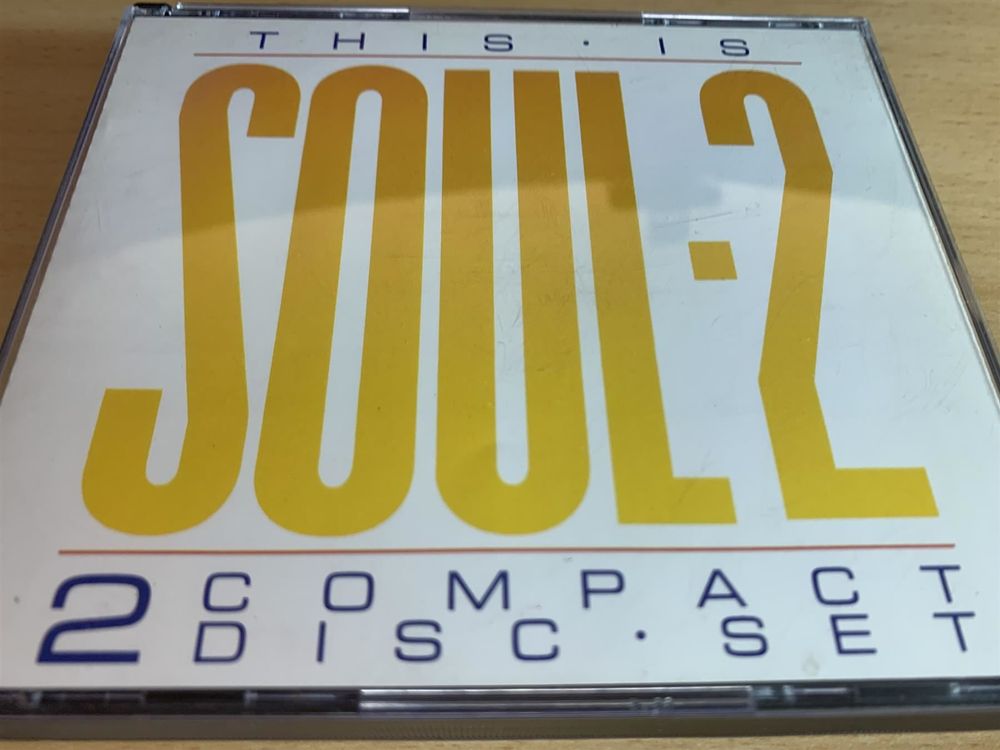 THIS·IS
SOUL·2
2 COMPACT
DISC·SET